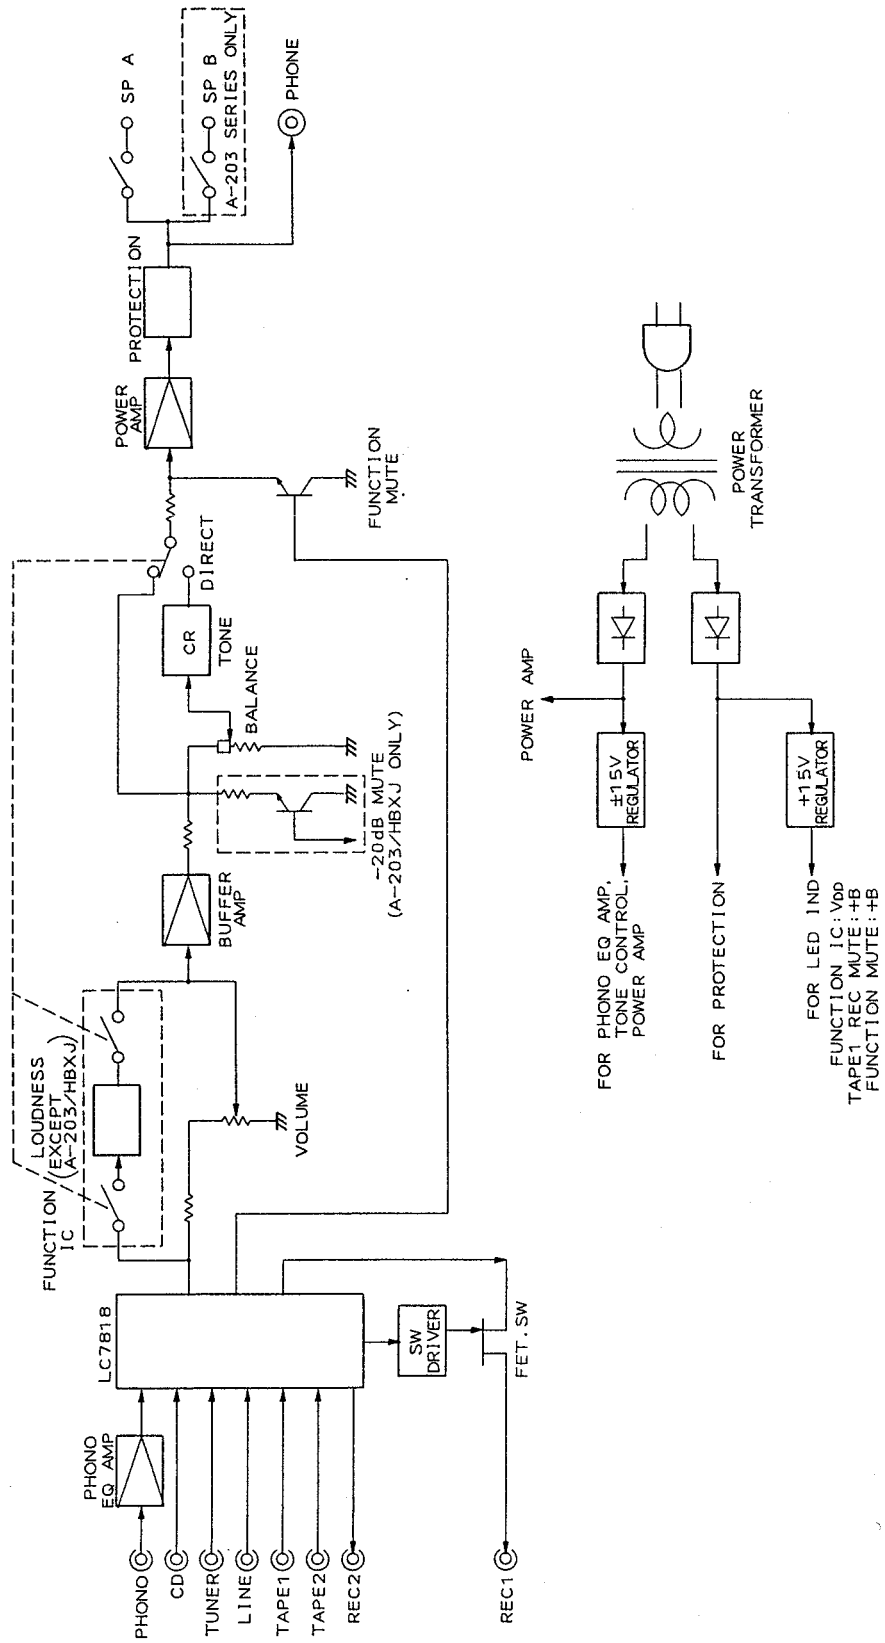 PHONO
CD
TUNER
LINE
TAPE1
TAPE2
REC2
REC1
PHONO
EQ AMP
LC7818
FUNCTION
IC
SW
DRIVER
FET.SW
LOUDNESS
(EXCEPT
A-203/HBXJ)
VOLUME
BUFFER
AMP
-20dB MUTE
(A-203/HBXJ ONLY)
BALANCE
CR
TONE
DIRECT
FUNCTION
MUTE
POWER
AMP
PROTECTION
SP A
SP B
A-203 SERIES ONLY
PHONE
POWER AMP
±15V
REGULATOR
FOR PHONO EQ AMP,
TONE CONTROL,
POWER AMP
FOR PROTECTION
+15V
REGULATOR
FOR LED IND
FUNCTION IC:VDD
TAPE1 REC MUTE:+B
FUNCTION MUTE:+B
POWER
TRANSFORMER